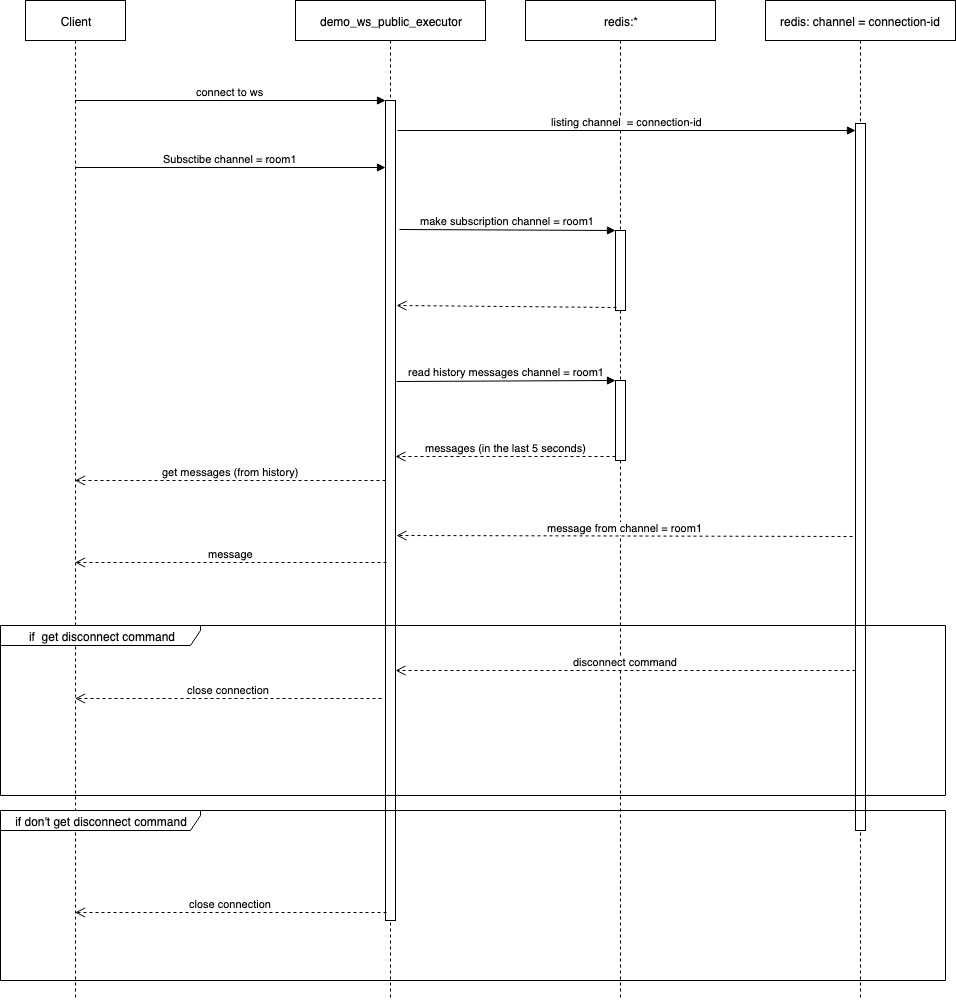 Client
demo_ws_public_executor
redis:*
redis: channel = connection-id
connect to ws
listing channel = connection-id
Subsctibe channel = room1
make subscription channel = room1
read history messages channel = room1
messages (in the last 5 seconds)
get messages (from history)
message from channel = room1
message
if get disconnect command
disconnect command
close connection
if don't get disconnect command
close connection